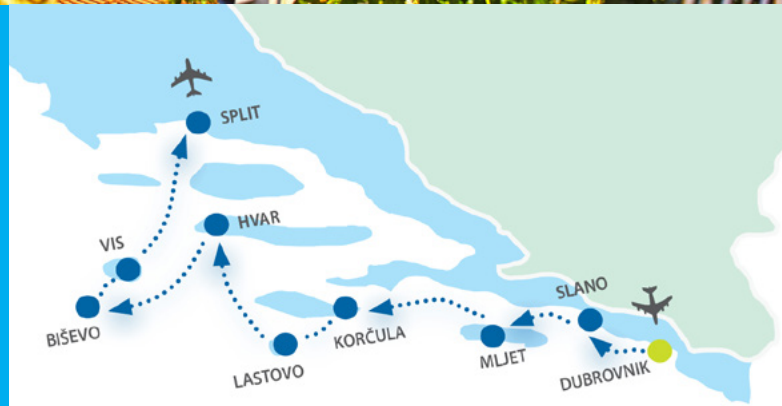 SPLIT
HVAR
VIS
SLANO
BIŠEVO
KORČULA
MLJET
LASTOVO
DUBROVNIK